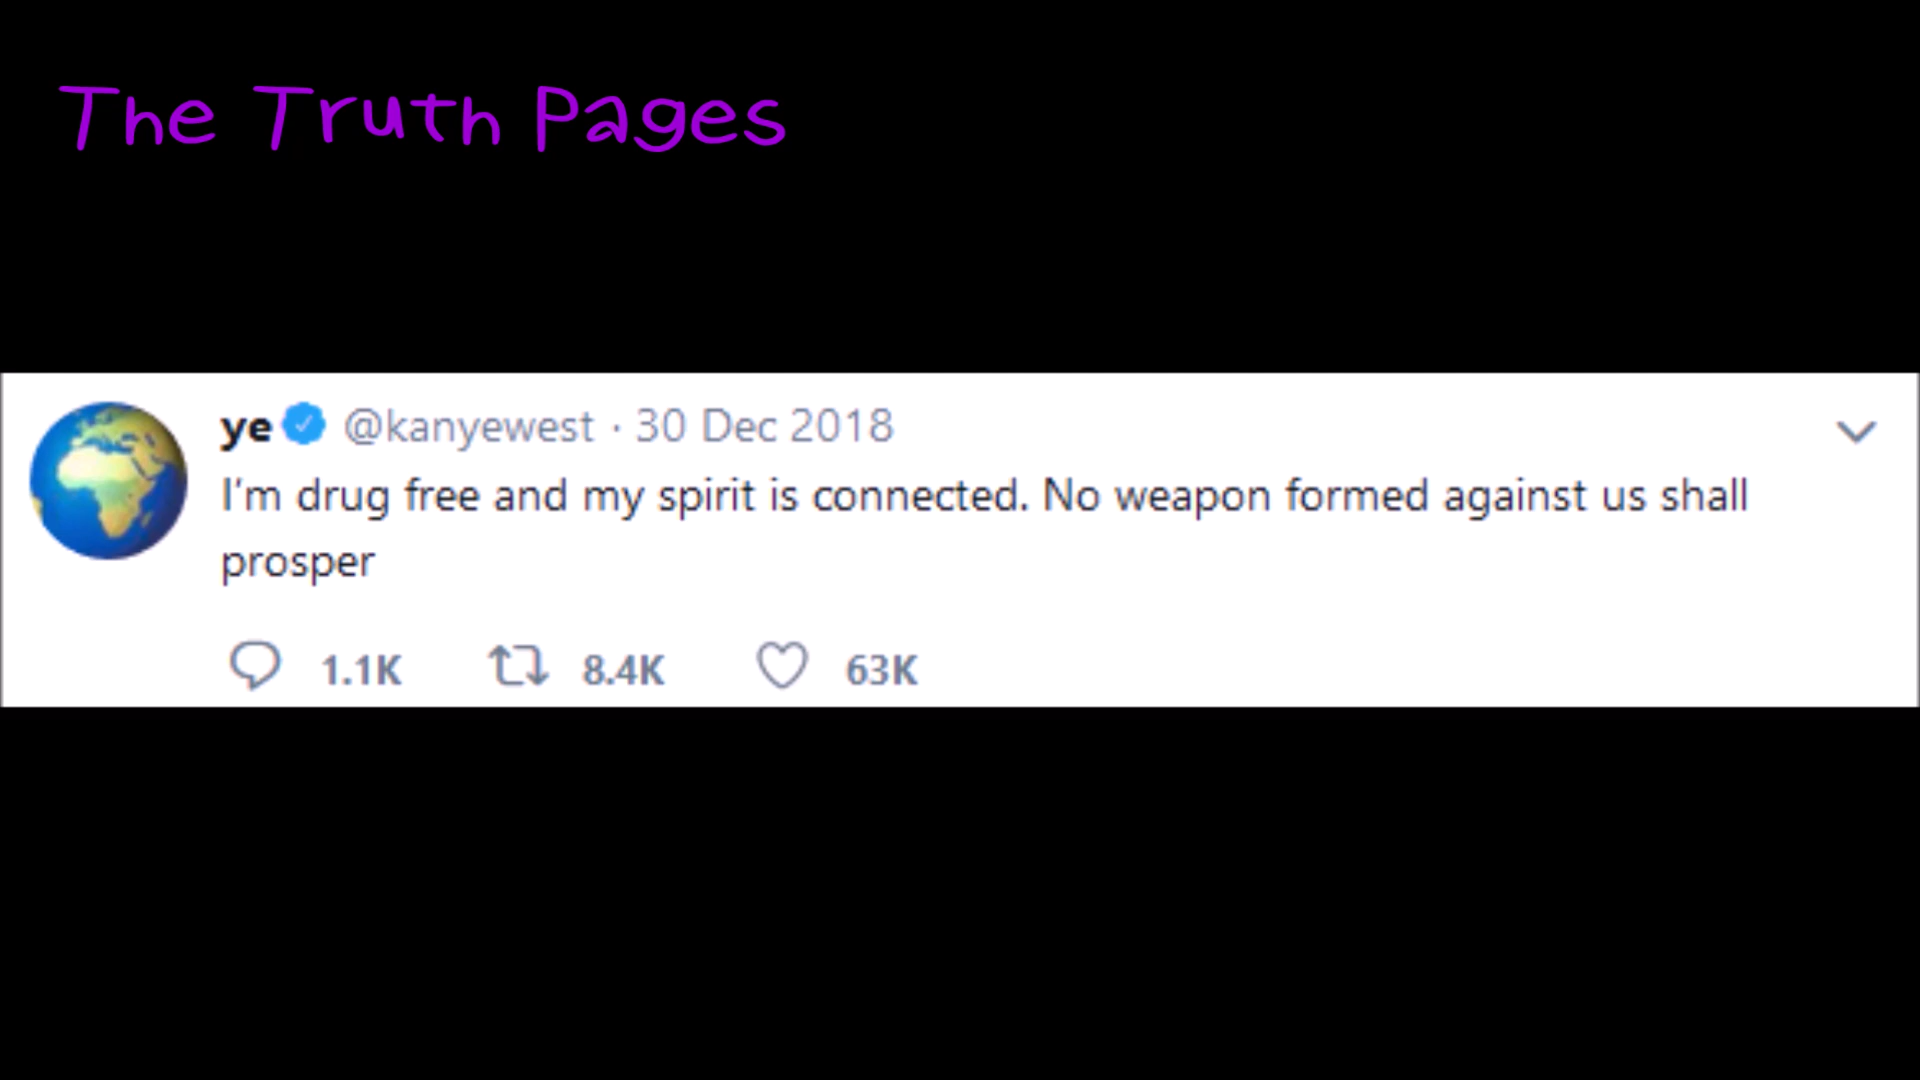 The Truth Pages
ye @kanyewest · 30 Dec 2018
I'm drug free and my spirit is connected. No weapon formed against us shall
prosper
1.1K 8.4K 63K